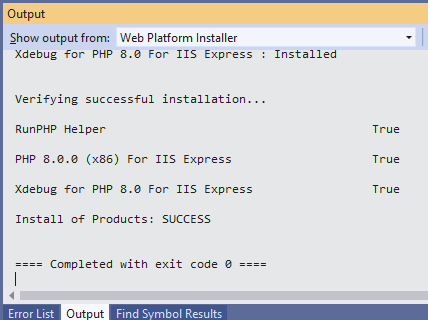 Output
Show output from: Web Platform Installer
Xdebug for PHP 8.0 For IIS Express : Installed
Verifying successful installation...
RunPHP Helper True
PHP 8.0.0 (x86) For IIS Express True
Xdebug for PHP 8.0 For IIS Express True
Install of Products: SUCCESS
==== Completed with exit code 0 ====
Error List Output Find Symbol Results